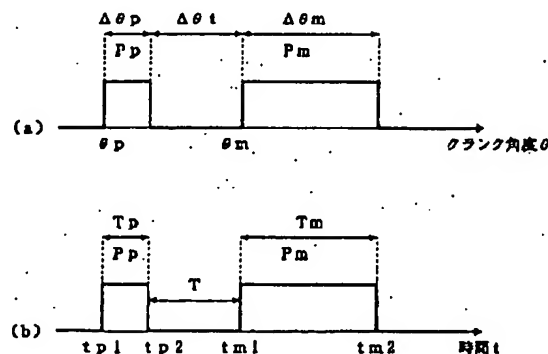 Δθp Δθt Δθm
Pp Pm
(a)
θp θm クランク角度θ
Tp Tm
Pp Pm
T
(b)
tp1 tp2 tm1 tm2 時間t